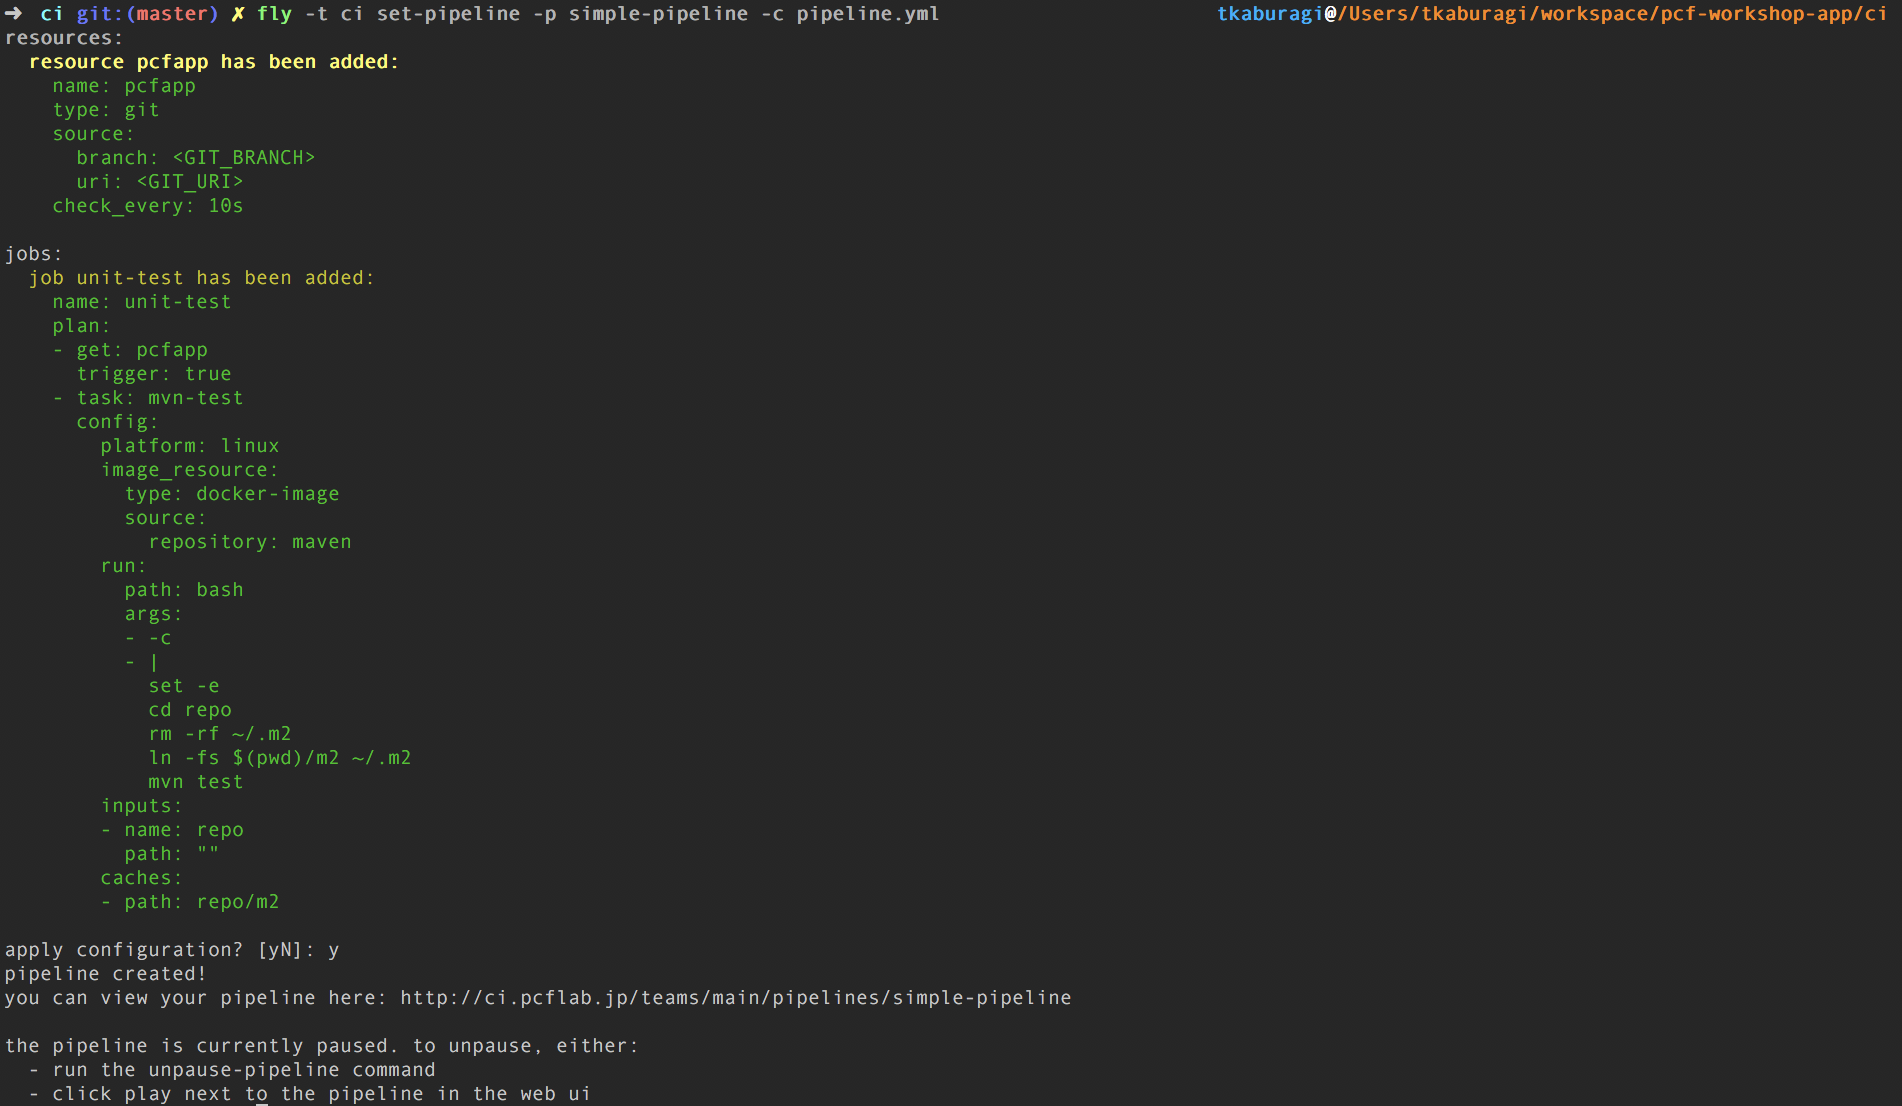 ➜  ci git:(master) ✗ fly -t ci set-pipeline -p simple-pipeline -c pipeline.yml tkaburagi@/Users/tkaburagi/workspace/pcf-workshop-app/ci
resources:
  resource pcfapp has been added:
    name: pcfapp
    type: git
    source:
      branch: <GIT_BRANCH>
      uri: <GIT_URI>
    check_every: 10s

jobs:
  job unit-test has been added:
    name: unit-test
    plan:
    - get: pcfapp
      trigger: true
    - task: mvn-test
      config:
        platform: linux
        image_resource:
          type: docker-image
          source:
            repository: maven
        run:
          path: bash
          args:
          - -c
          - |
            set -e
            cd repo
            rm -rf ~/.m2
            ln -fs $(pwd)/m2 ~/.m2
            mvn test
        inputs:
        - name: repo
          path: ""
        caches:
        - path: repo/m2

apply configuration? [yN]: y
pipeline created!
you can view your pipeline here: http://ci.pcflab.jp/teams/main/pipelines/simple-pipeline

the pipeline is currently paused. to unpause, either:
  - run the unpause-pipeline command
  - click play next to the pipeline in the web ui